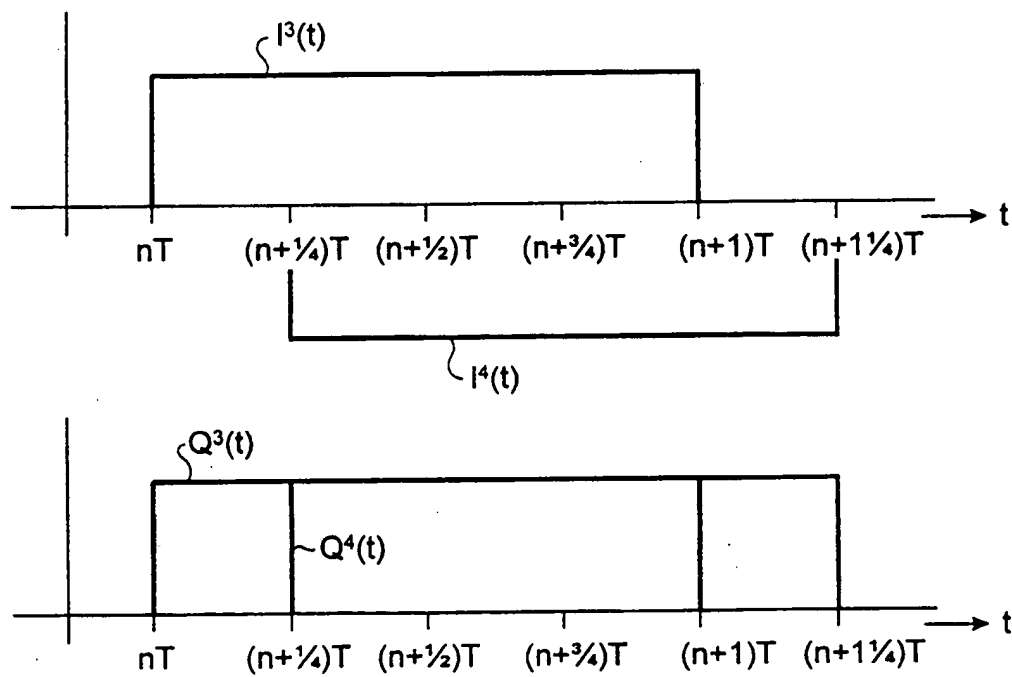 I³(t)
t
nT (n+¼)T (n+½)T (n+¾)T (n+1)T (n+1¼)T
I⁴(t)
Q³(t)
Q⁴(t)
t
nT (n+¼)T (n+½)T (n+¾)T (n+1)T (n+1¼)T